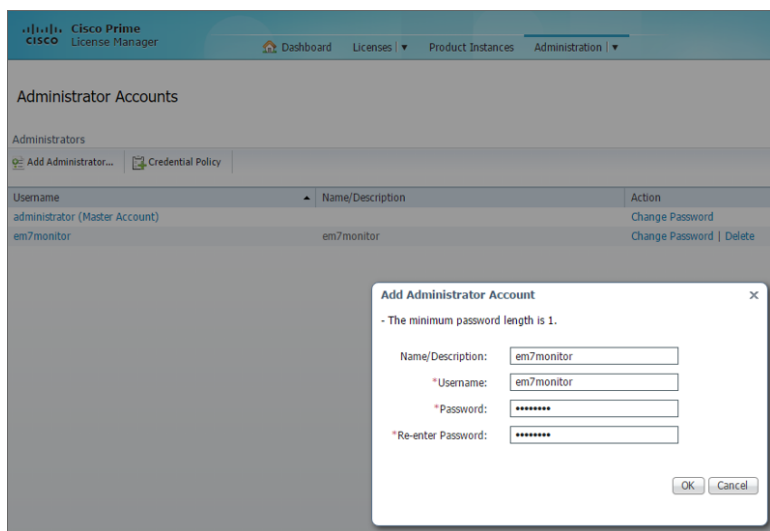 Cisco Prime
CISCO License Manager
Dashboard Licenses | ▼ Product Instances Administration | ▼
Administrator Accounts
Administrators
Add Administrator... Credential Policy
Username Name/Description Action
administrator (Master Account) Change Password
em7monitor em7monitor Change Password | Delete
Add Administrator Account
- The minimum password length is 1.
Name/Description: em7monitor
*Username: em7monitor
*Password: ••••••••
*Re-enter Password: ••••••••
OK Cancel